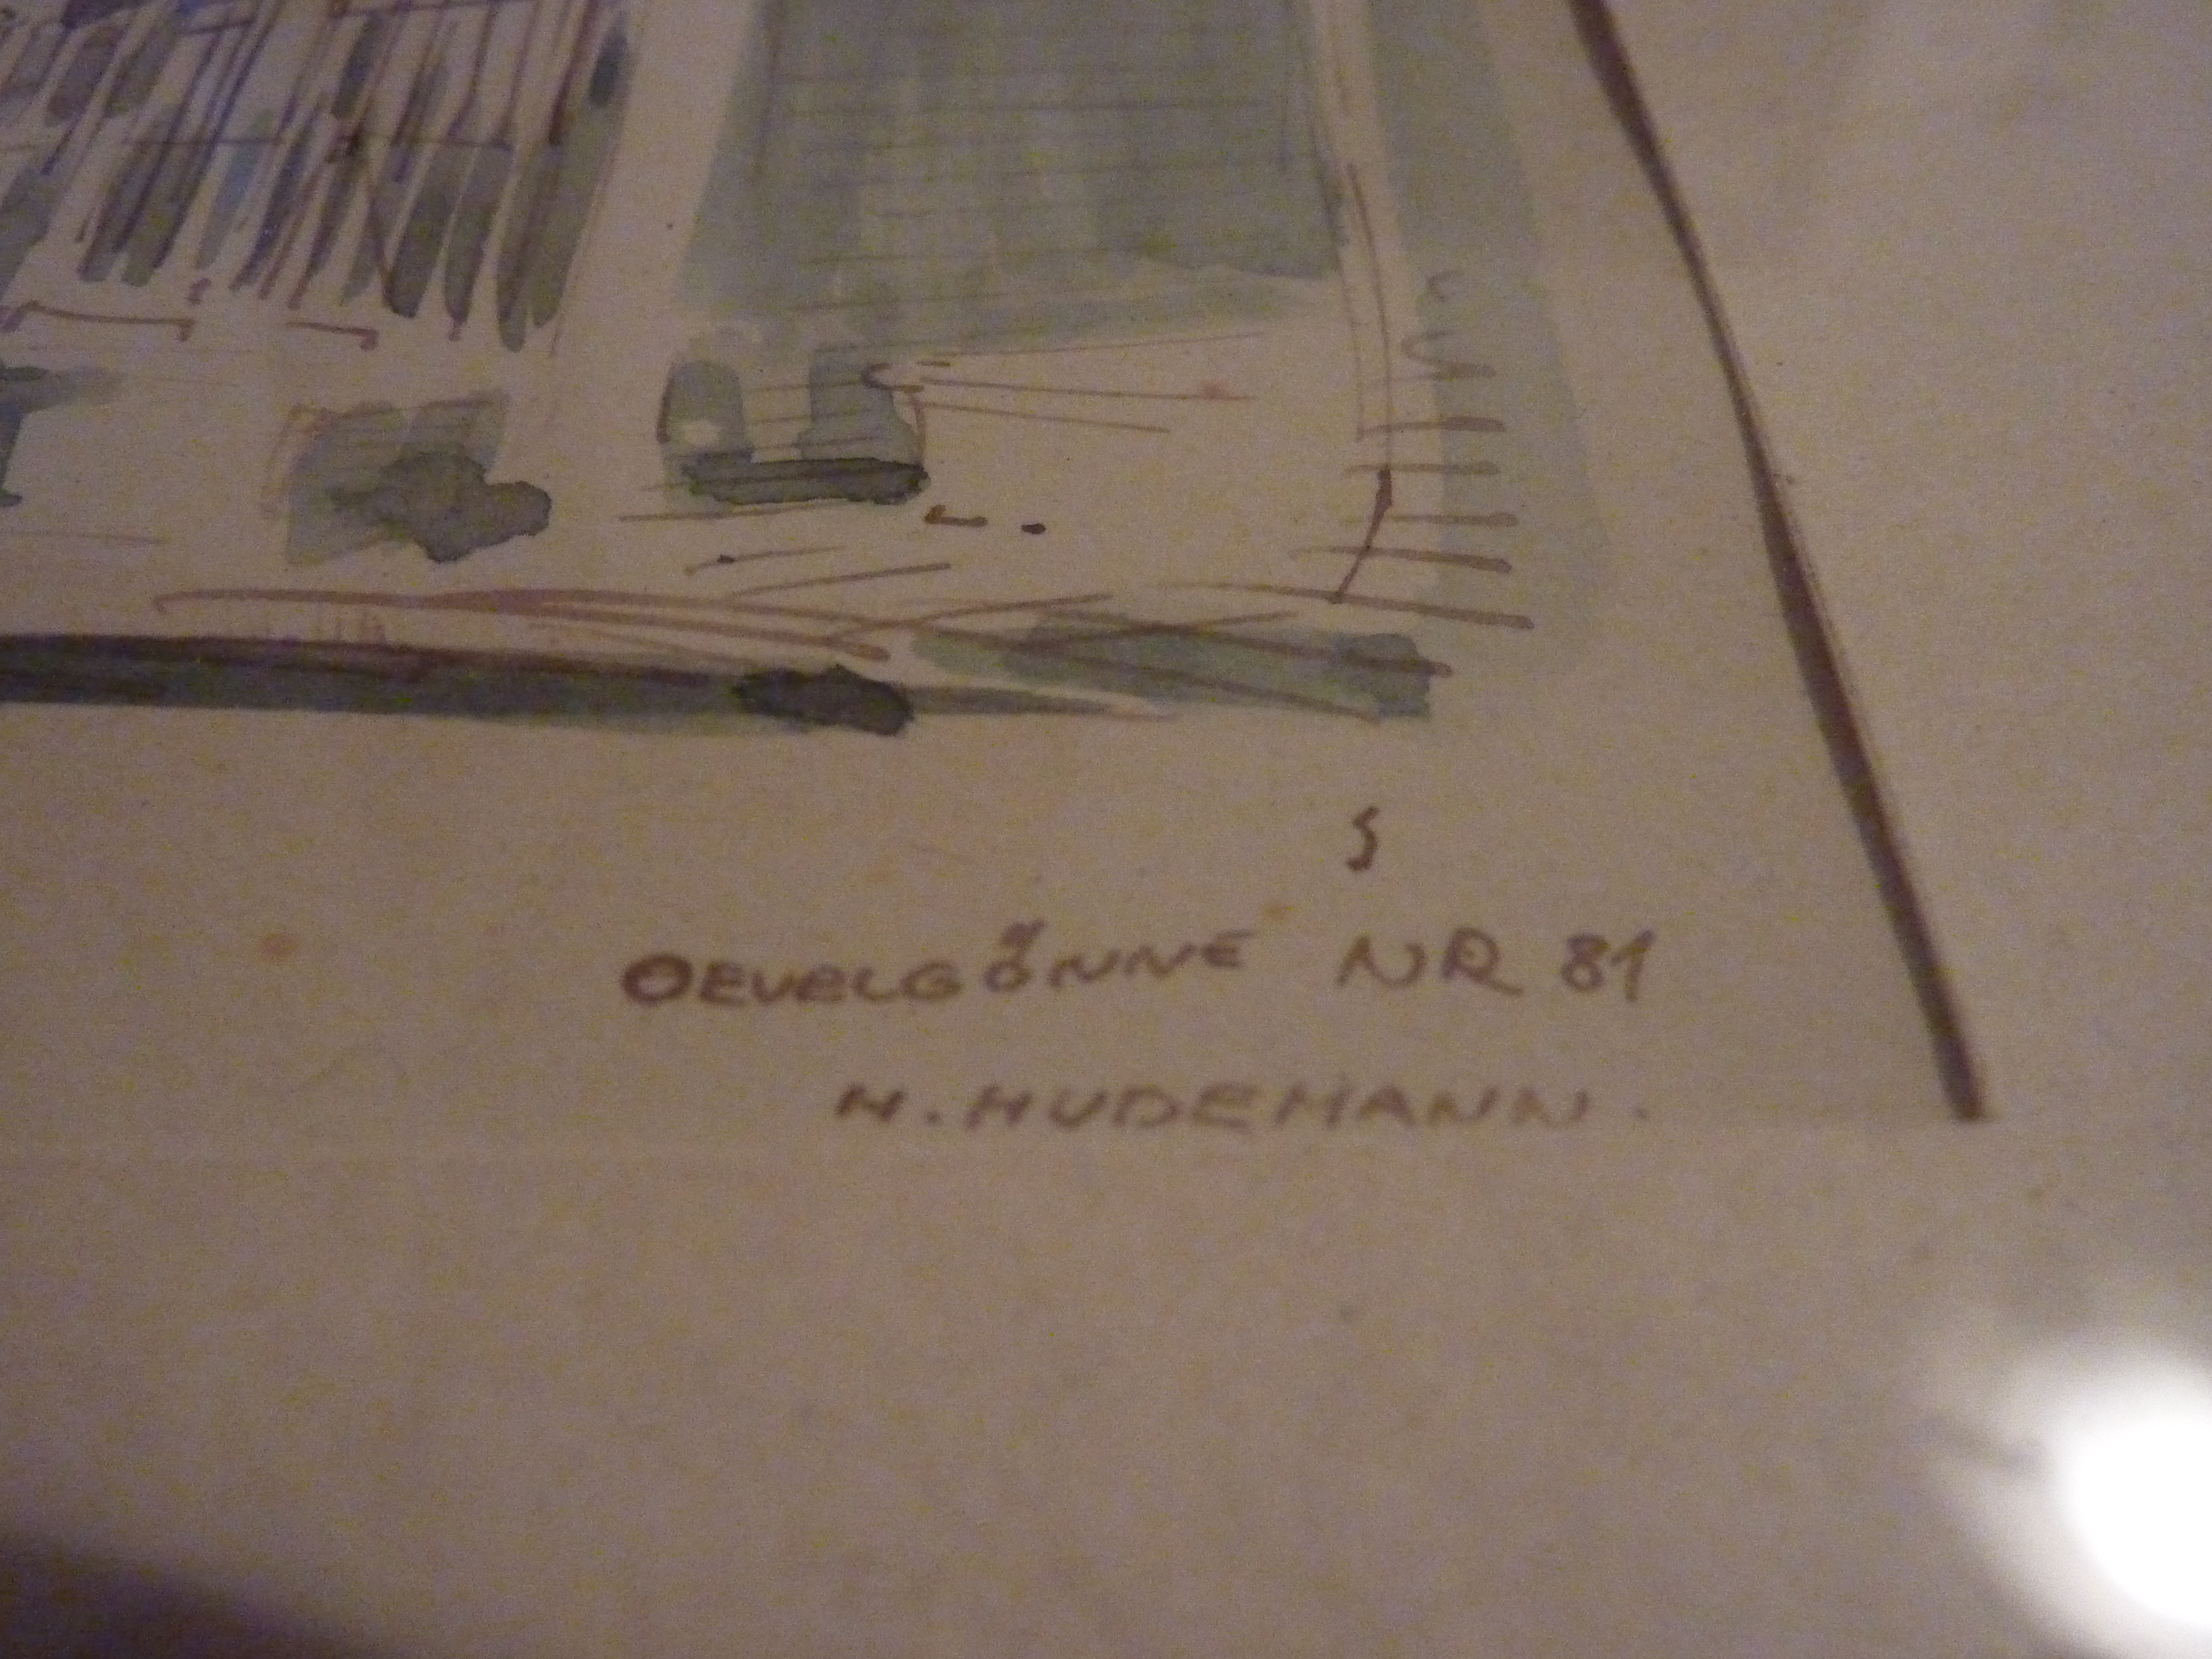 OEVELGÖNNE NR 81
H. HUDEMANN.